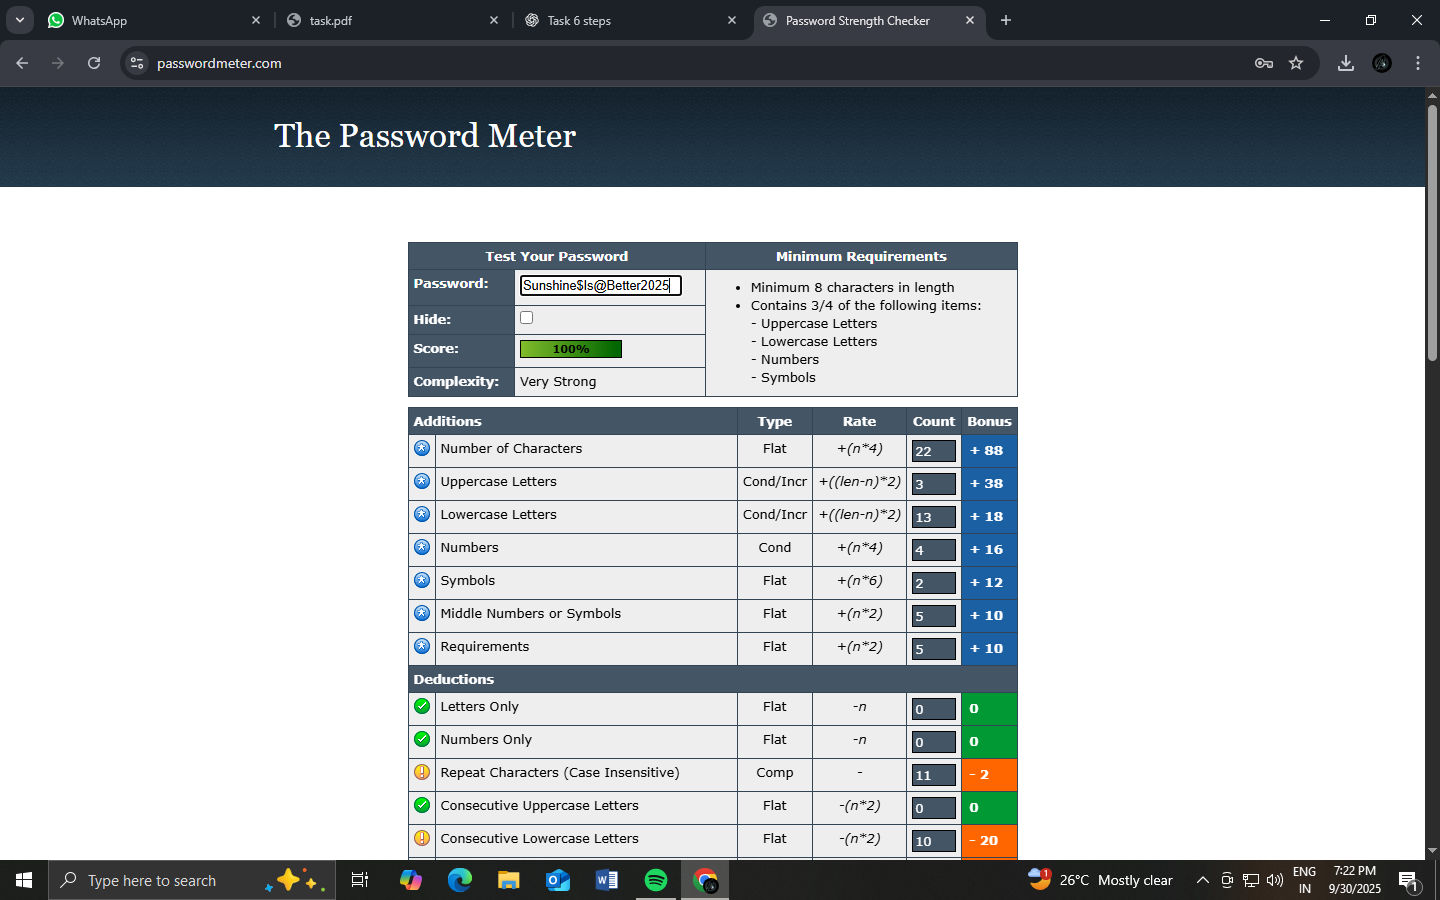 WhatsApp
task.pdf
Task 6 steps
Password Strength Checker
passwordmeter.com
The Password Meter
Test Your Password
Minimum Requirements
Password:
Sunshine$Is@Better2025
Hide:
Score:
100%
Complexity:
Very Strong
Minimum 8 characters in length
Contains 3/4 of the following items:
- Uppercase Letters
- Lowercase Letters
- Numbers
- Symbols
Additions Type Rate Count Bonus
Number of Characters Flat +(n*4) 22 + 88
Uppercase Letters Cond/Incr +((len-n)*2) 3 + 38
Lowercase Letters Cond/Incr +((len-n)*2) 13 + 18
Numbers Cond +(n*4) 4 + 16
Symbols Flat +(n*6) 2 + 12
Middle Numbers or Symbols Flat +(n*2) 5 + 10
Requirements Flat +(n*2) 5 + 10
Deductions
Letters Only Flat -n 0 0
Numbers Only Flat -n 0 0
Repeat Characters (Case Insensitive) Comp - 11 - 2
Consecutive Uppercase Letters Flat -(n*2) 0 0
Consecutive Lowercase Letters Flat -(n*2) 10 - 20
Type here to search
1
26°C Mostly clear
ENG
IN
7:22 PM
9/30/2025
1